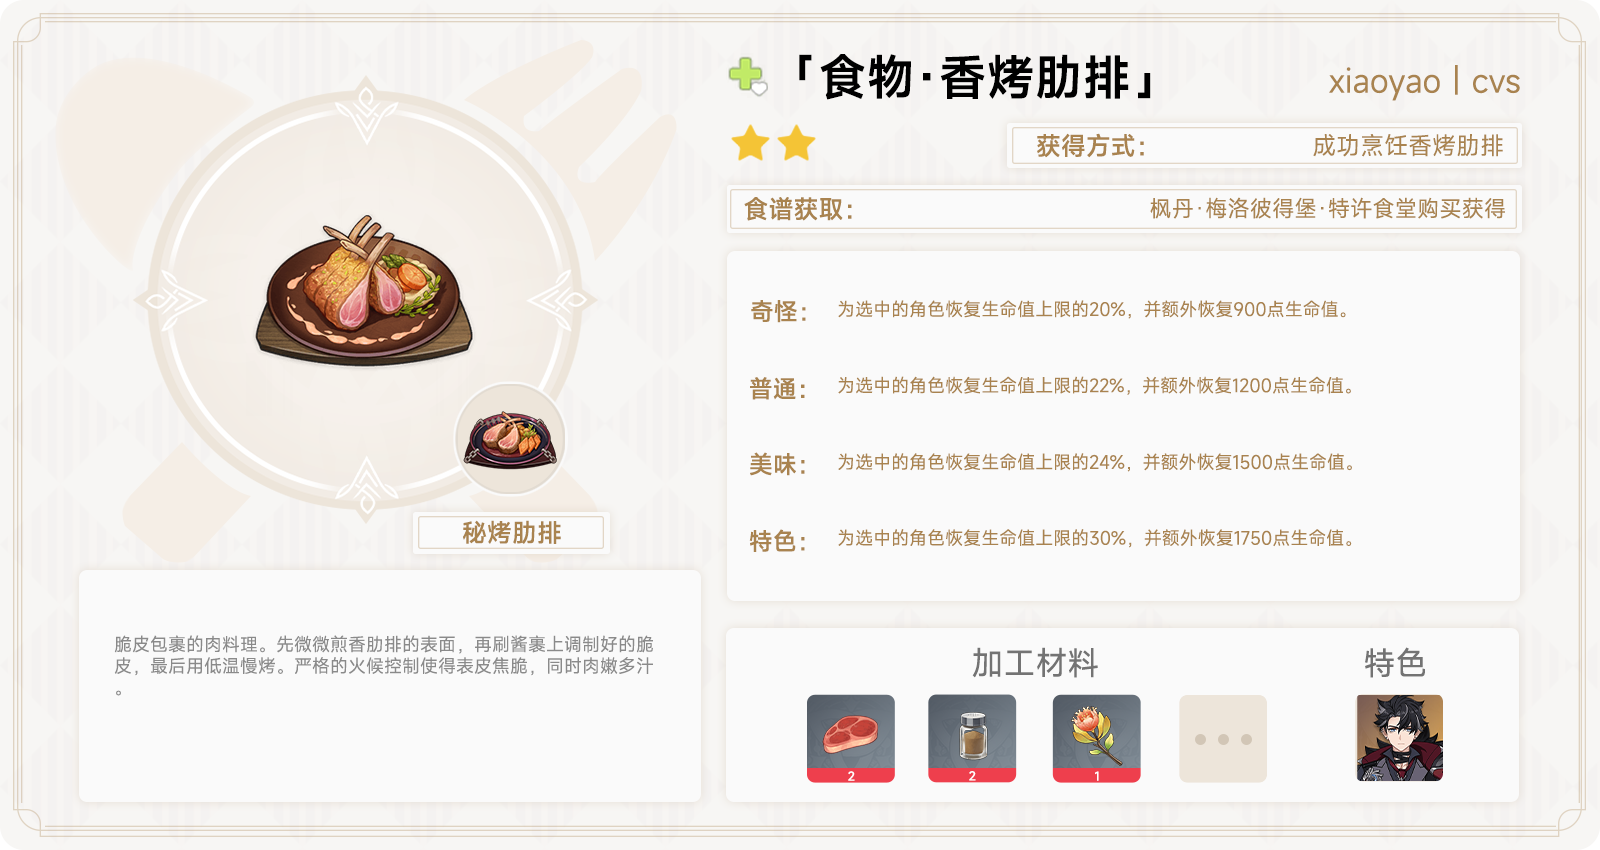 「食物·香烤肋排」
xiaoyao | cvs
获得方式：
成功烹饪香烤肋排
食谱获取：
枫丹·梅洛彼得堡·特许食堂购买获得
奇怪：
为选中的角色恢复生命值上限的20%，并额外恢复900点生命值。
普通：
为选中的角色恢复生命值上限的22%，并额外恢复1200点生命值。
美味：
为选中的角色恢复生命值上限的24%，并额外恢复1500点生命值。
特色：
为选中的角色恢复生命值上限的30%，并额外恢复1750点生命值。
秘烤肋排
脆皮包裹的肉料理。先微微煎香肋排的表面，再刷酱裹上调制好的脆
皮，最后用低温慢烤。严格的火候控制使得表皮焦脆，同时肉嫩多汁
。
加工材料
特色
2
2
1